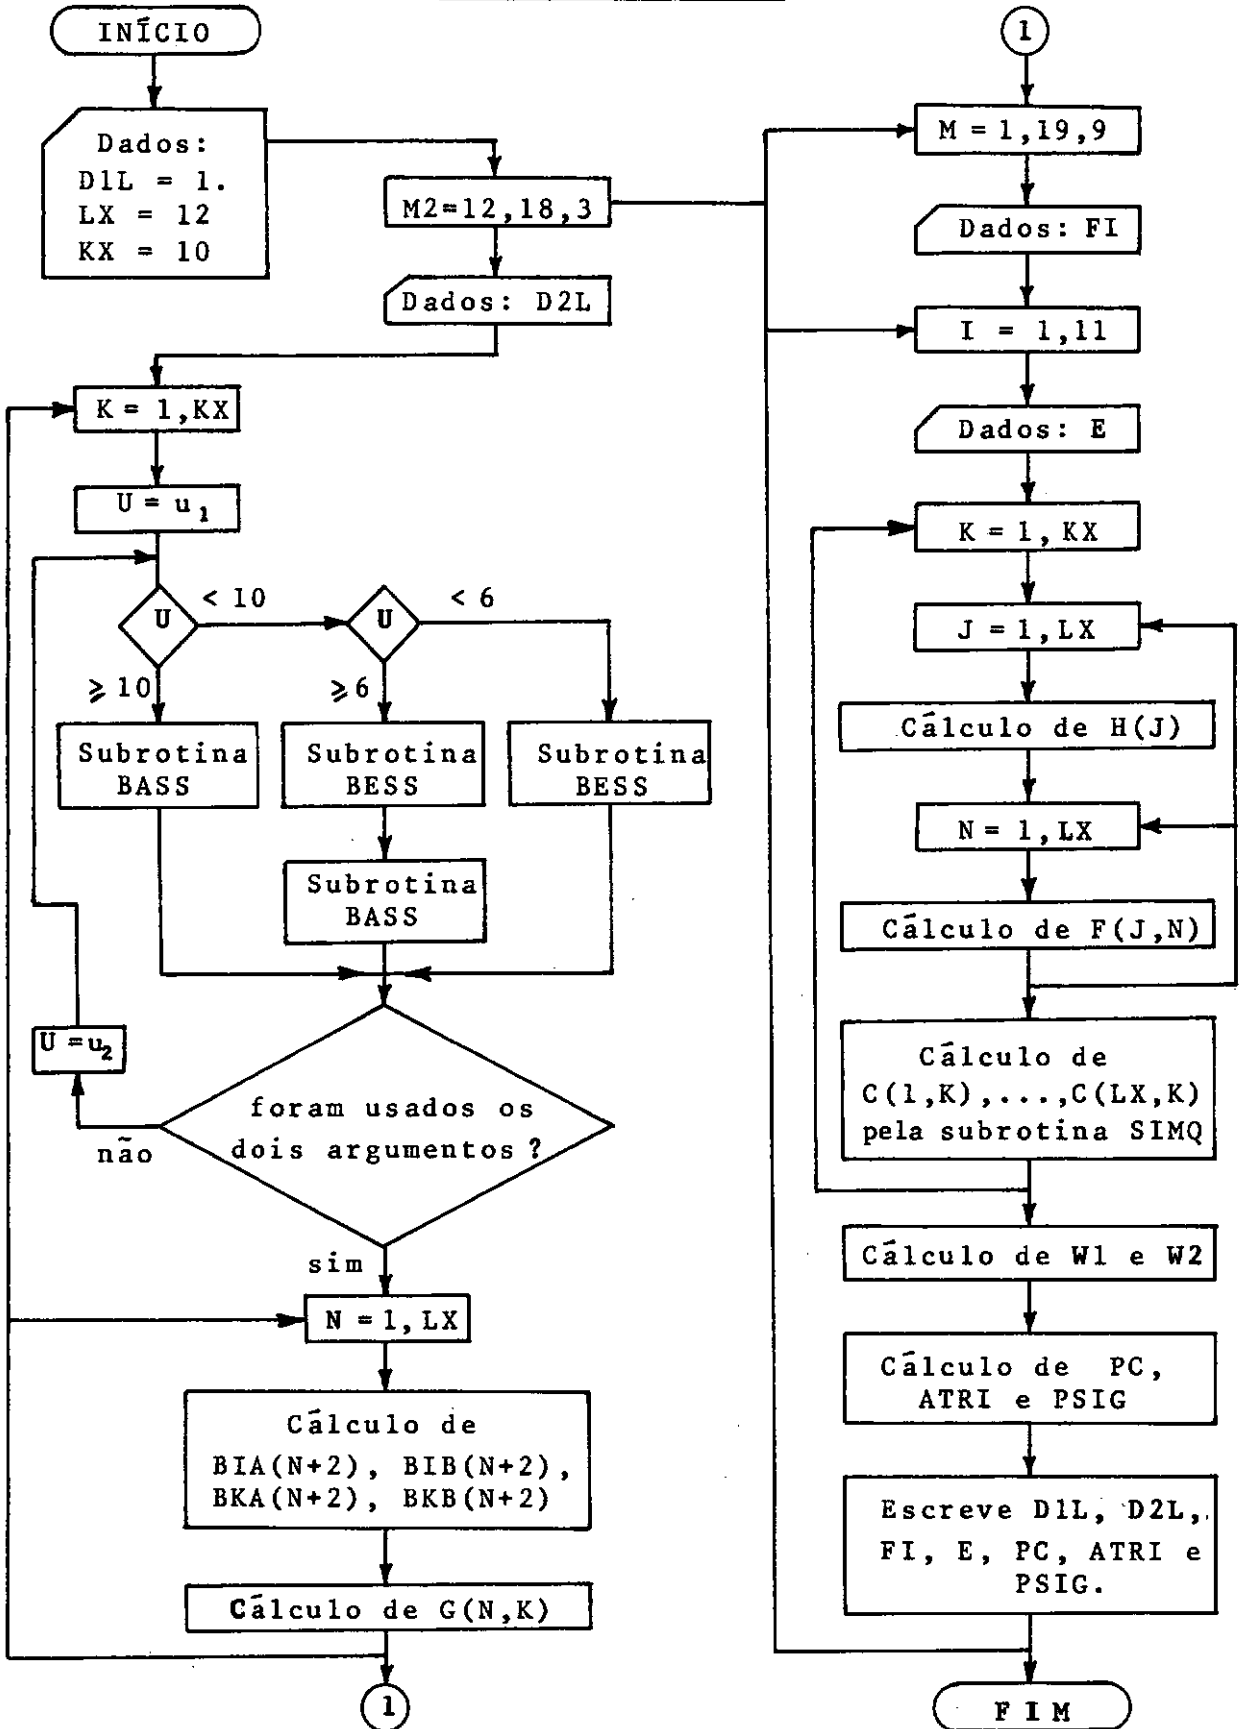 INÍCIO
Dados:
D1L = 1.
LX = 12
KX = 10
M2=12,18,3
Dados: D2L
K = 1,KX
U = u1
U
< 10
U
< 6
≥ 10
≥6
Subrotina
BASS
Subrotina
BESS
Subrotina
BESS
Subrotina
BASS
U =u2
foram usados os
dois argumentos ?
não
sim
N = 1, LX
Cálculo de
BIA(N+2), BIB(N+2),
BKA(N+2), BKB(N+2)
Cálculo de G(N,K)
1
1
M = 1,19,9
Dados: FI
I = 1,11
Dados: E
K = 1, KX
J = 1, LX
Cálculo de H(J)
N = 1, LX
Cálculo de F(J,N)
Cálculo de
C(1,K),...,C(LX,K)
pela subrotina SIMQ
Cálculo de W1 e W2
Cálculo de PC,
ATRI e PSIG
Escreve D1L, D2L,
FI, E, PC, ATRI e
PSIG.
FIM